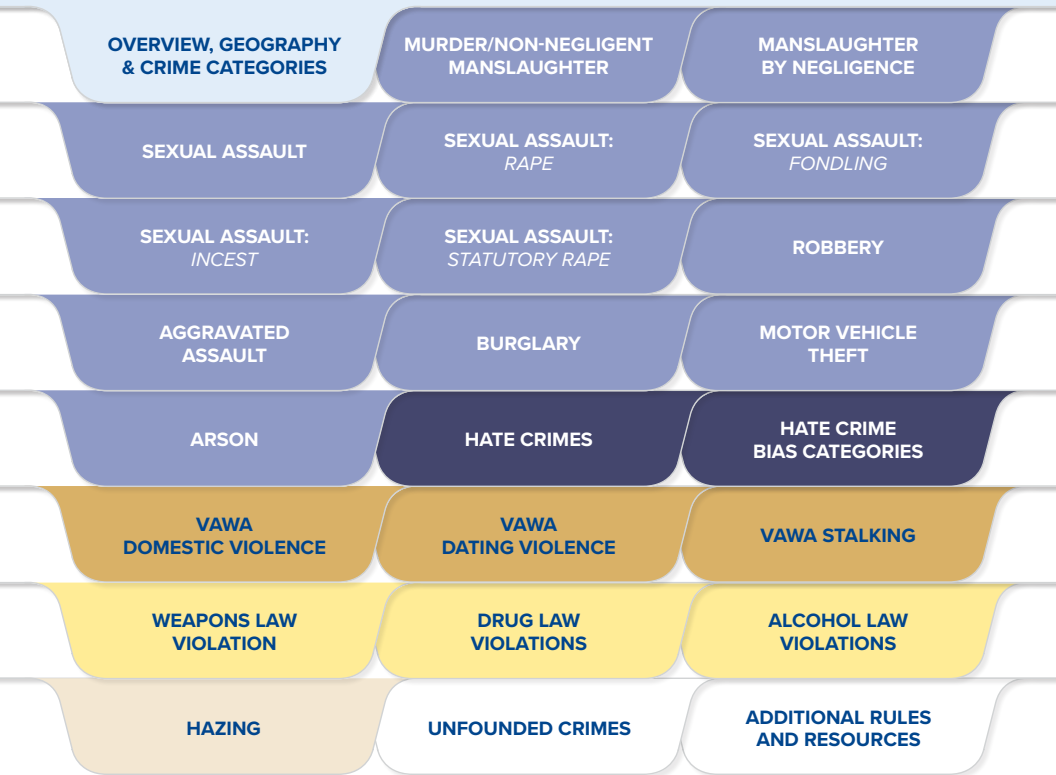 OVERVIEW, GEOGRAPHY
& CRIME CATEGORIES
MURDER/NON-NEGLIGENT
MANSLAUGHTER
MANSLAUGHTER
BY NEGLIGENCE
SEXUAL ASSAULT
SEXUAL ASSAULT:
RAPE
SEXUAL ASSAULT:
FONDLING
SEXUAL ASSAULT:
INCEST
SEXUAL ASSAULT:
STATUTORY RAPE
ROBBERY
AGGRAVATED
ASSAULT
BURGLARY
MOTOR VEHICLE
THEFT
ARSON
HATE CRIMES
HATE CRIME
BIAS CATEGORIES
VAWA
DOMESTIC VIOLENCE
VAWA
DATING VIOLENCE
VAWA STALKING
WEAPONS LAW
VIOLATION
DRUG LAW
VIOLATIONS
ALCOHOL LAW
VIOLATIONS
HAZING
UNFOUNDED CRIMES
ADDITIONAL RULES
AND RESOURCES